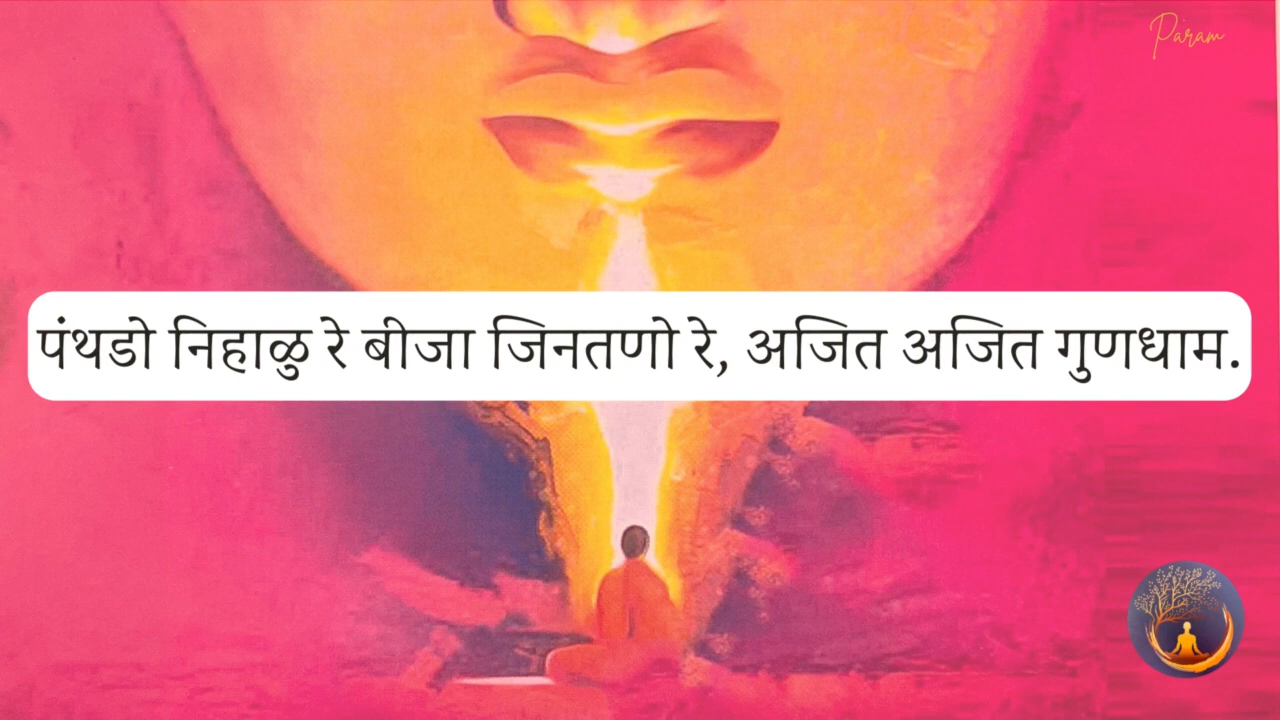 Param
पंथडो निहाळु रे बीजा जिनतणो रे, अजित अजित गुणधाम.